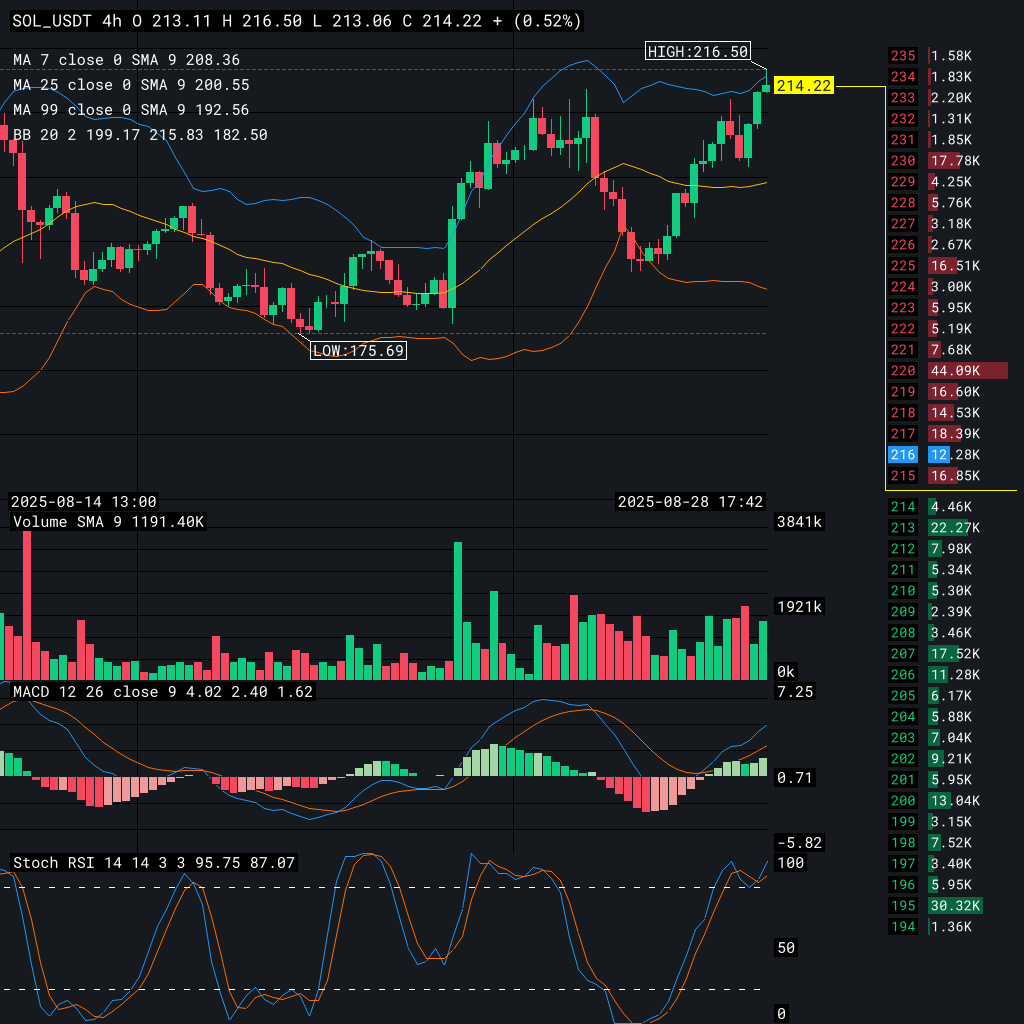 SOL_USDT 4h O 213.11 H 216.50 L 213.06 C 214.22 + (0.52%)
HIGH:216.50
MA 7 close 0 SMA 9 208.36
MA 25 close 0 SMA 9 200.55
MA 99 close 0 SMA 9 192.56
BB 20 2 199.17 215.83 182.50
214.22
LOW:175.69
2025-08-14 13:00
2025-08-28 17:42
Volume SMA 9 1191.40K
3841k
1921k
0k
MACD 12 26 close 9 4.02 2.40 1.62
7.25
0.71
-5.82
Stoch RSI 14 14 3 3 95.75 87.07
100
50
0
235 1.58K
234 1.83K
233 2.20K
232 1.31K
231 1.85K
230 17.78K
229 4.25K
228 5.76K
227 3.18K
226 2.67K
225 16.51K
224 3.00K
223 5.95K
222 5.19K
221 7.68K
220 44.09K
219 16.60K
218 14.53K
217 18.39K
216 12.28K
215 16.85K
214 4.46K
213 22.27K
212 7.98K
211 5.34K
210 5.30K
209 2.39K
208 3.46K
207 17.52K
206 11.28K
205 6.17K
204 5.88K
203 7.04K
202 9.21K
201 5.95K
200 13.04K
199 3.15K
198 7.52K
197 3.40K
196 5.95K
195 30.32K
194 1.36K